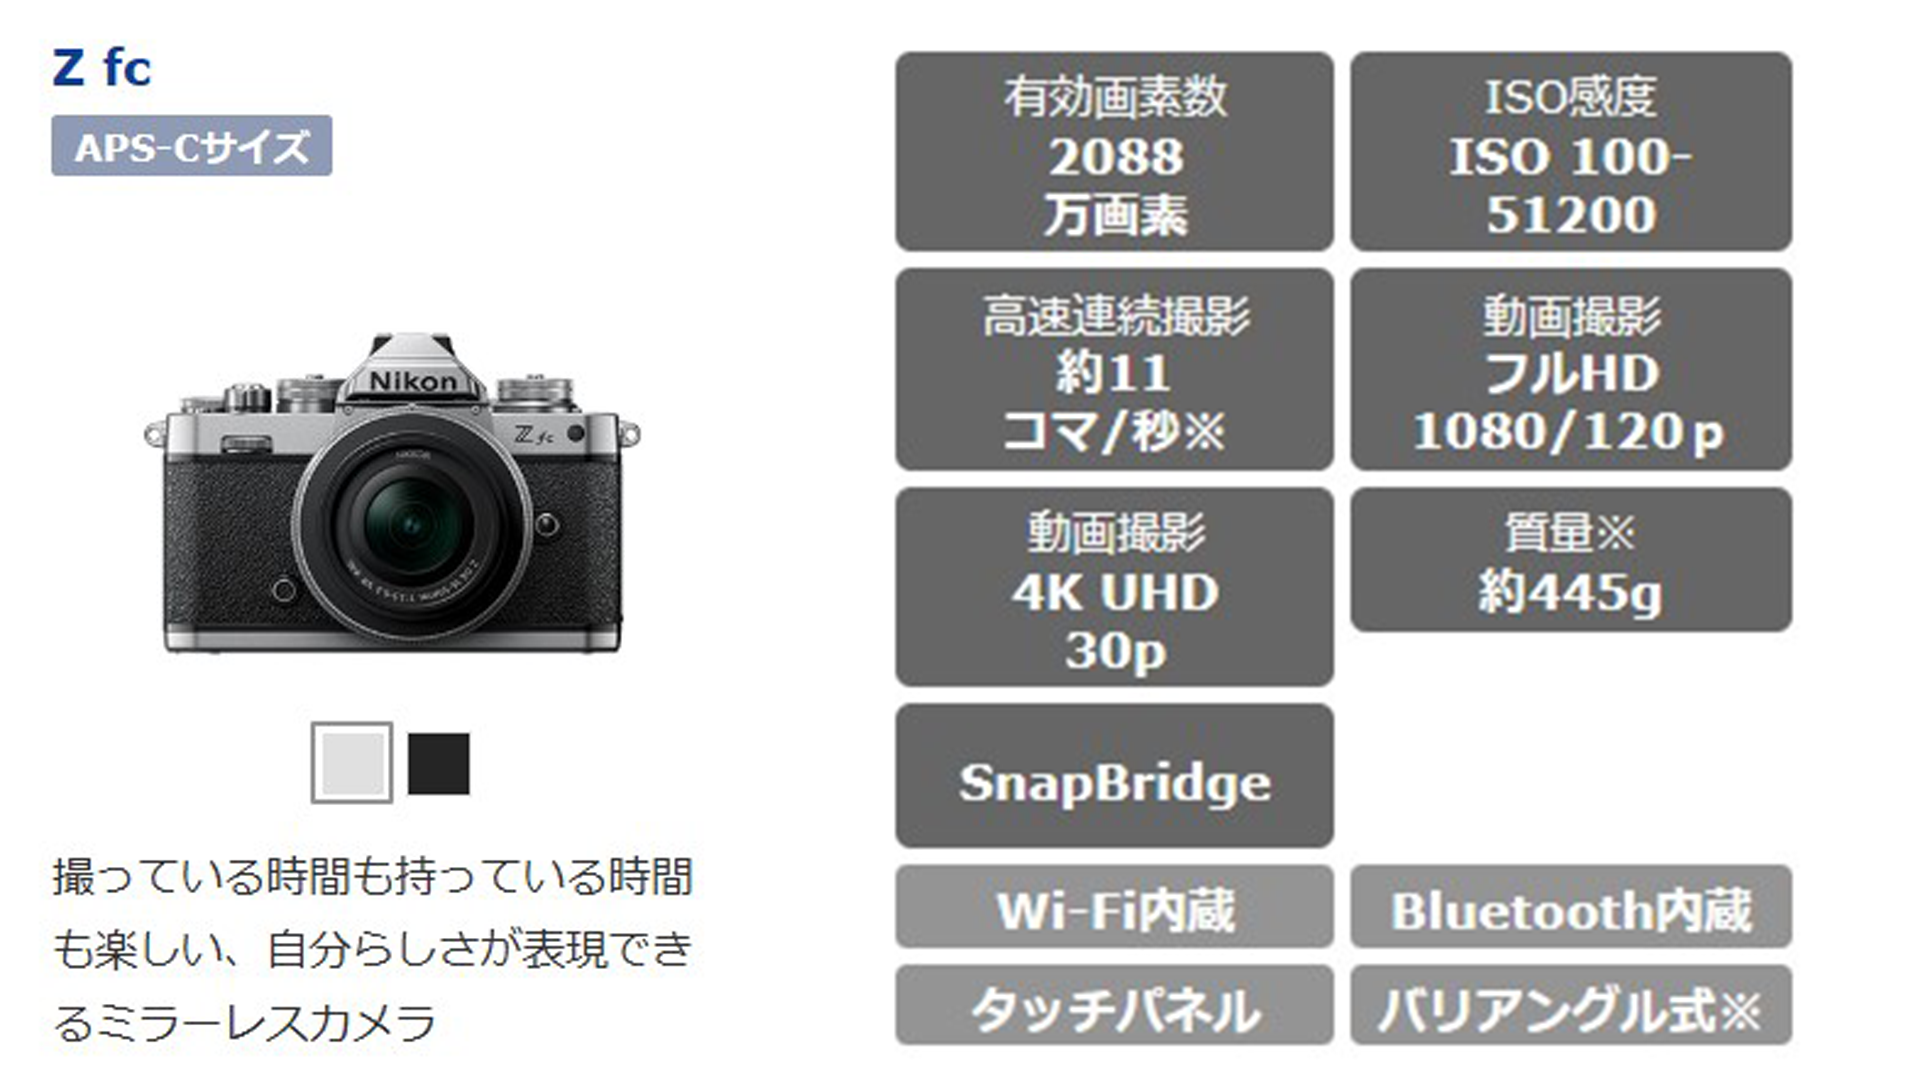 Z fc
APS-Cサイズ
Nikon
Z fc
NIKKOR
撮っている時間も持っている時間
も楽しい、自分らしさが表現でき
るミラーレスカメラ
有効画素数
2088
万画素
ISO感度
ISO 100-
51200
高速連続撮影
約11
コマ/秒※
動画撮影
フルHD
1080/120p
動画撮影
4K UHD
30p
質量※
約445g
SnapBridge
Wi-Fi内蔵
Bluetooth内蔵
タッチパネル
バリアングル式※